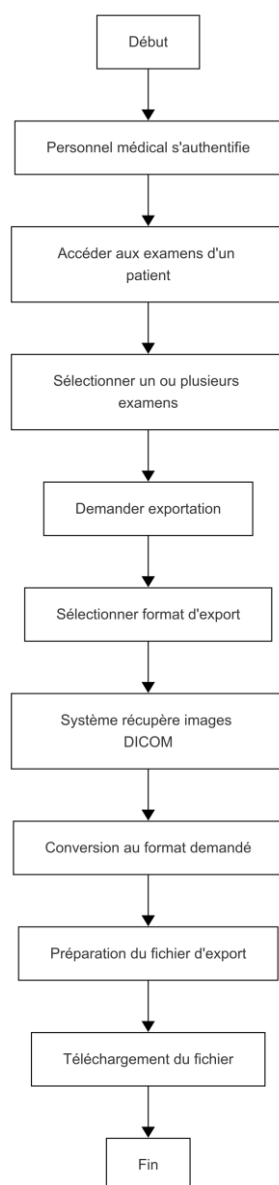 Début
Personnel médical s'authentifie
Accéder aux examens d'un
patient
Sélectionner un ou plusieurs
examens
Demander exportation
Sélectionner format d'export
Système récupère images
DICOM
Conversion au format demandé
Préparation du fichier d'export
Téléchargement du fichier
Fin